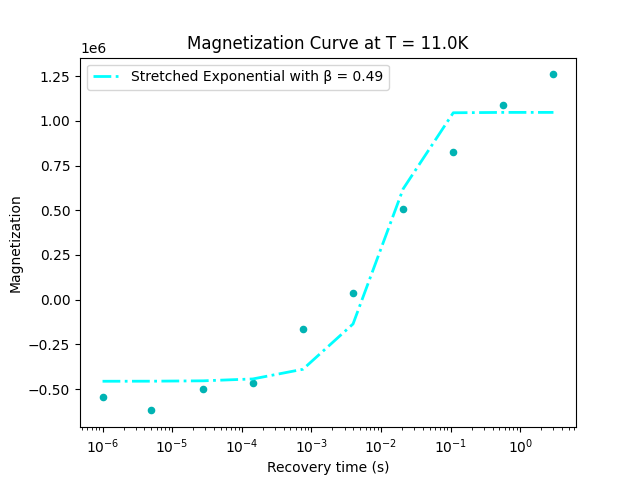 Magnetization Curve at T = 11.0K
1e6
Stretched Exponential with β = 0.49
1.25
1.00
0.75
0.50
0.25
0.00
−0.25
−0.50
Magnetization
10⁻⁶ 10⁻⁵ 10⁻⁴ 10⁻³ 10⁻² 10⁻¹ 10⁰
Recovery time (s)